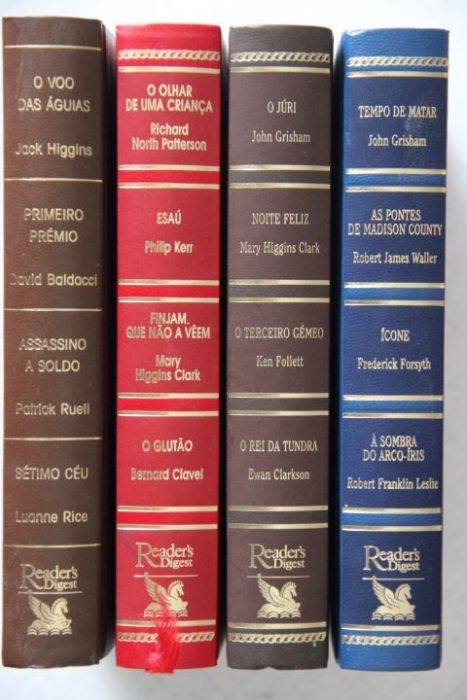 O VOO
DAS ÁGUIAS
Jack Higgins
PRIMEIRO
PRÉMIO
David Baldacci
ASSASSINO
A SOLDO
Patrick Ruell
SÉTIMO CÉU
Luanne Rice
Reader's
Digest
O OLHAR
DE UMA CRIANÇA
Richard
North Patterson
ESAÚ
Philip Kerr
FINJAM,
QUE NÃO A VÊEM
Mary
Higgins Clark
O GLUTÃO
Bernard Clavel
Reader's
Digest
O JÚRI
John Grisham
NOITE FELIZ
Mary Higgins Clark
O TERCEIRO GÉMEO
Ken Follett
O REI DA TUNDRA
Ewan Clarkson
Reader's
Digest
TEMPO DE MATAR
John Grisham
AS PONTES
DE MADISON COUNTY
Robert James Waller
ÍCONE
Frederick Forsyth
À SOMBRA
DO ARCO-ÍRIS
Robert Franklin Leslie
Reader's
Digest